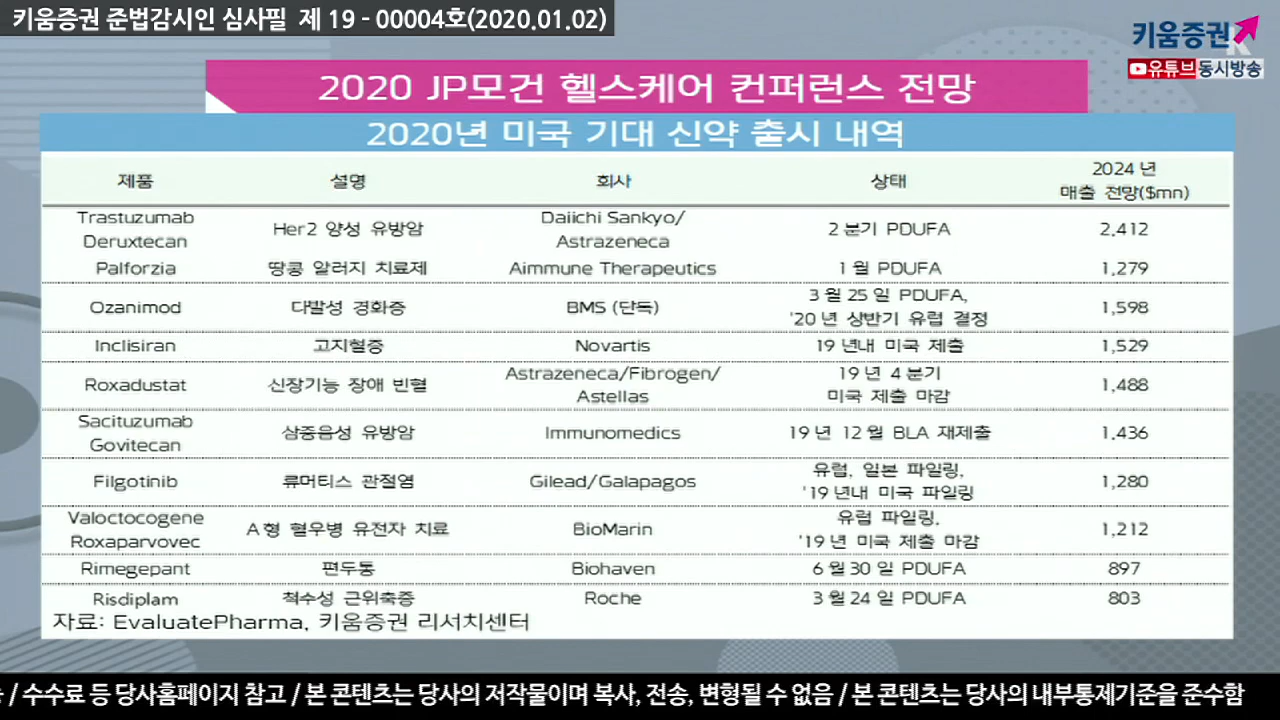 키움증권 준법감시인 심사필 제 19 - 00004호(2020.01.02)
키움증권
유튜브동시방송
2020 JP모건 헬스케어 컨퍼런스 전망
2020년 미국 기대 신약 출시 내역
제품 설명 회사 상태 2024 년
매출 전망($mn)
Trastuzumab
Deruxtecan Her2 양성 유방암 Daiichi Sankyo/
Astrazeneca 2 분기 PDUFA 2,412
Palforzia 땅콩 알러지 치료제 Aimmune Therapeutics 1 월 PDUFA 1,279
Ozanimod 다발성 경화증 BMS (단독) 3 월 25 일 PDUFA,
'20 년 상반기 유럽 결정 1,598
Inclisiran 고지혈증 Novartis 19 년내 미국 제출 1,529
Roxadustat 신장기능 장애 빈혈 Astrazeneca/Fibrogen/
Astellas 19 년 4 분기
미국 제출 마감 1,488
Sacituzumab
Govitecan 삼중음성 유방암 Immunomedics 19 년 12 월 BLA 재제출 1,436
Filgotinib 류머티스 관절염 Gilead/Galapagos 유럽, 일본 파일링,
'19 년내 미국 파일링 1,280
Valoctocogene
Roxaparvovec A 형 혈우병 유전자 치료 BioMarin 유럽 파일링,
'19 년 미국 제출 마감 1,212
Rimegepant 편두통 Biohaven 6 월 30 일 PDUFA 897
Risdiplam 척수성 근위축증 Roche 3 월 24 일 PDUFA 803
자료: EvaluatePharma, 키움증권 리서치센터
/ 수수료 등 당사홈페이지 참고 / 본 콘텐츠는 당사의 저작물이며 복사, 전송, 변형될 수 없음 / 본 콘텐츠는 당사의 내부통제기준을 준수함